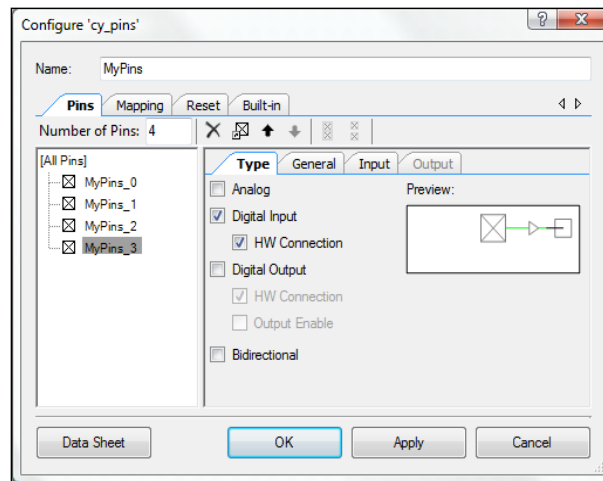 Configure 'cy_pins'
Name: MyPins
Pins Mapping Reset Built-in
Number of Pins: 4
[All Pins]
MyPins_0
MyPins_1
MyPins_2
MyPins_3
Type General Input Output
Analog
Preview:
Digital Input
HW Connection
Digital Output
HW Connection
Output Enable
Bidirectional
Data Sheet OK Apply Cancel